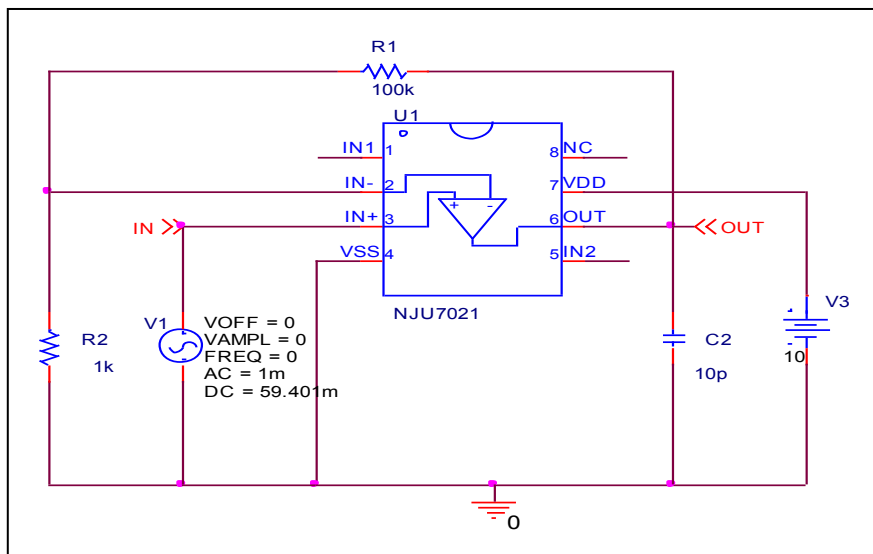 R1
100k
U1
IN1 1
8 NC
IN- 2
7 VDD
IN IN+ 3
+ -
6 OUT OUT
VSS 4
5 IN2
NJU7021
R2
1k
V1
VOFF = 0
VAMPL = 0
FREQ = 0
AC = 1m
DC = 59.401m
C2
10p
V3
10
0